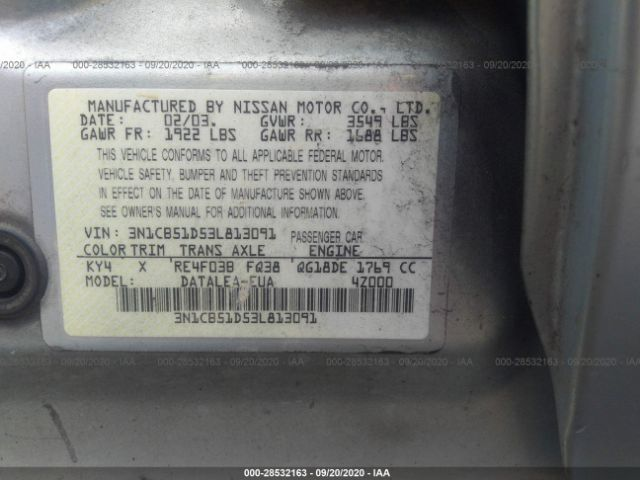 000-28532163 - 09/20/2020 - IAA
MANUFACTURED BY NISSAN MOTOR CO., LTD.
DATE: 02/03. GVWR: 3549 LBS
GAWR FR: 1922 LBS GAWR RR: 1688 LBS
THIS VEHICLE CONFORMS TO ALL APPLICABLE FEDERAL MOTOR
VEHICLE SAFETY, BUMPER AND THEFT PREVENTION STANDARDS
IN EFFECT ON THE DATE OF MANUFACTURE SHOWN ABOVE.
SEE OWNER'S MANUAL FOR ADDITIONAL INFORMATION.
VIN: 3N1CB51D53L813091 PASSENGER CAR
COLOR TRIM TRANS AXLE ENGINE
KY4 X RE4F03B FQ38 QG18DE 1769 CC
MODEL: DATALEA-EUA 4Z000
3N1CB51D53L813091
000-28532163 - 09/20/2020 - IAA